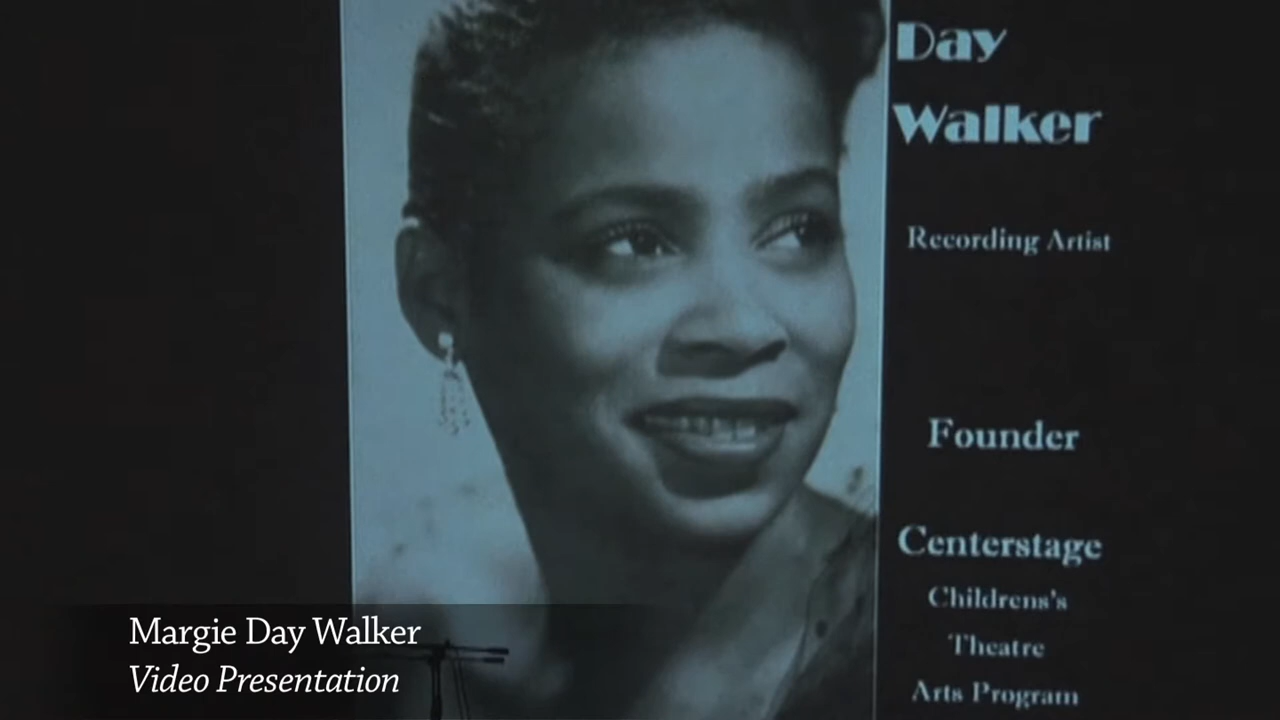 Day
Walker
Recording Artist
Founder
Centerstage
Childrens's
Theatre
Arts Program
Margie Day Walker
Video Presentation